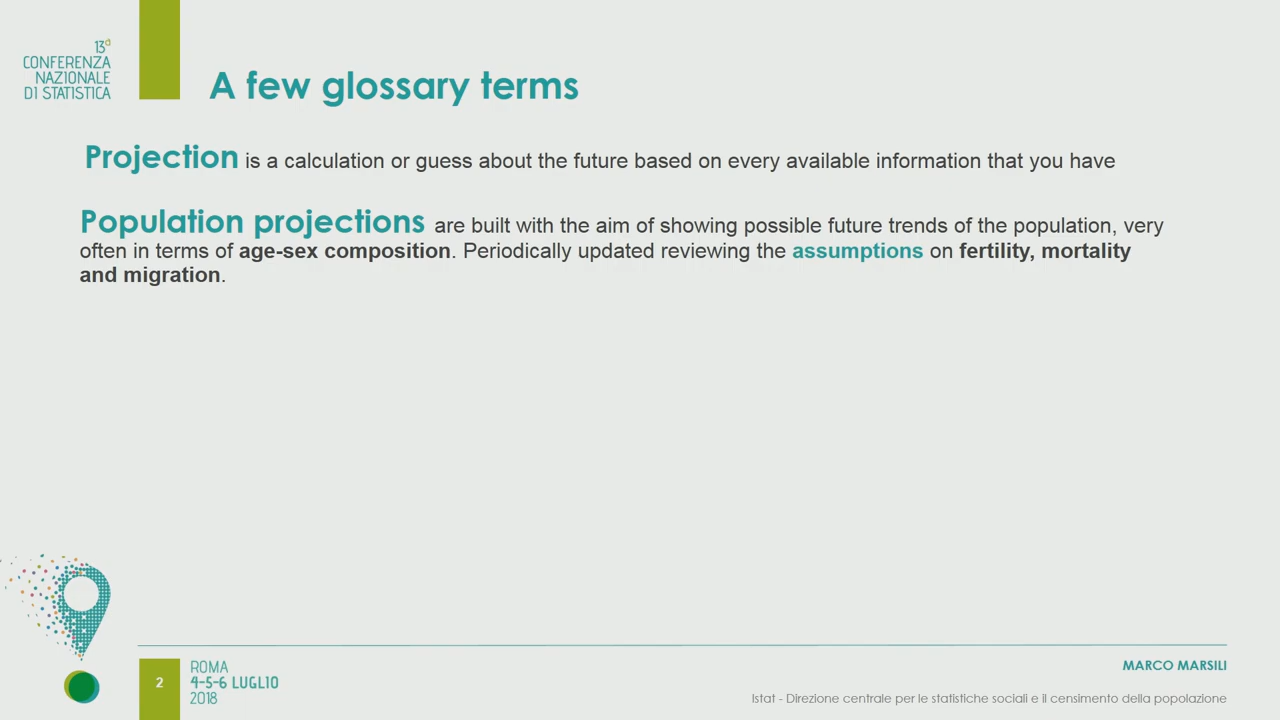 13a
CONFERENZA
NAZIONALE
DI STATISTICA
A few glossary terms
Projection is a calculation or guess about the future based on every available information that you have
Population projections are built with the aim of showing possible future trends of the population, very
often in terms of age-sex composition. Periodically updated reviewing the assumptions on fertility, mortality
and migration.
2
ROMA
4-5-6 LUGLIO
2018
MARCO MARSILI
Istat - Direzione centrale per le statistiche sociali e il censimento della popolazione